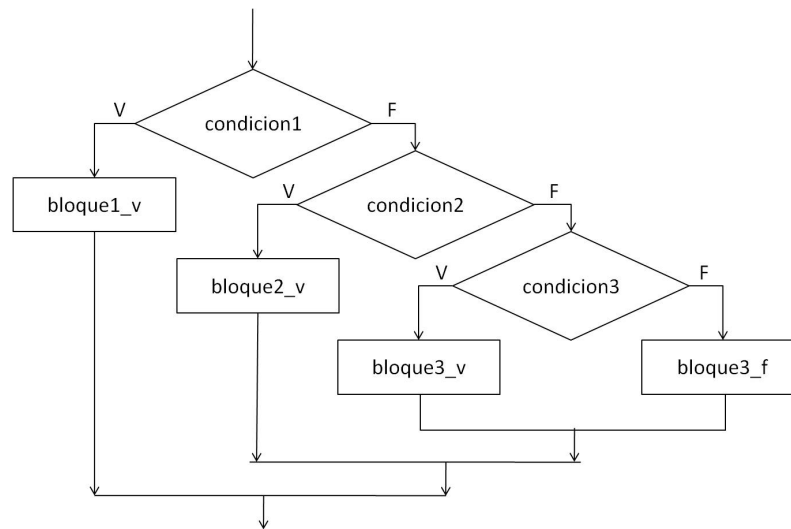 V
F
condicion1
bloque1_v
V
F
condicion2
bloque2_v
V
F
condicion3
bloque3_v
bloque3_f